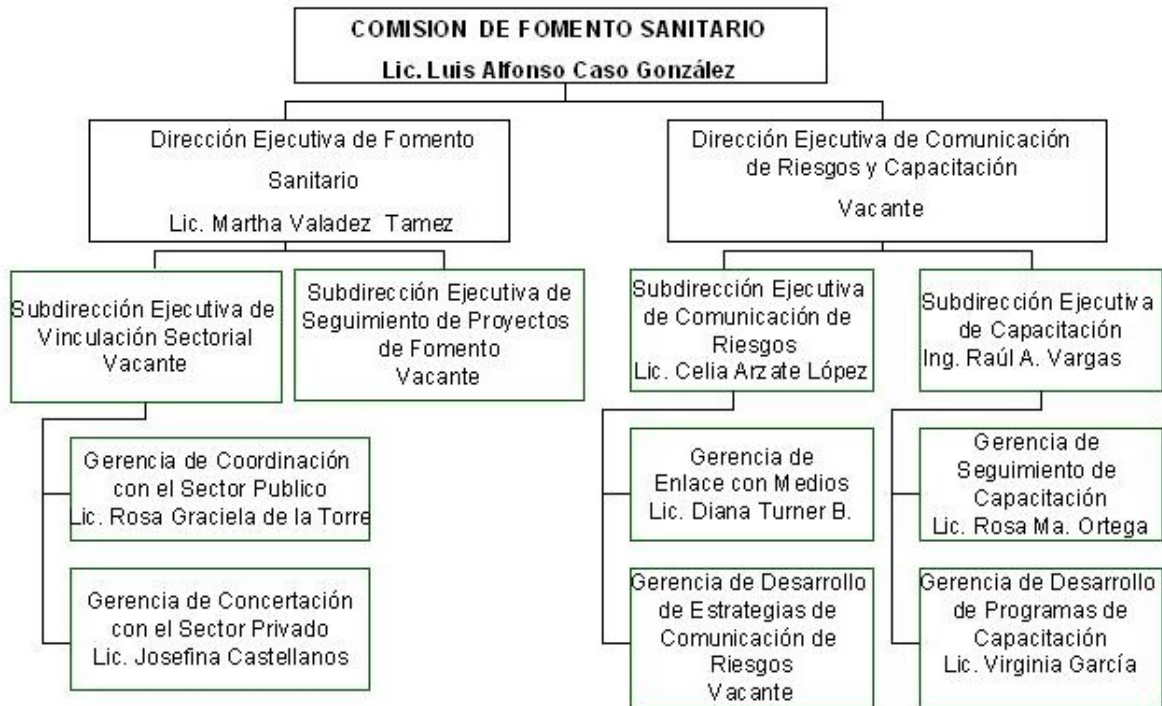 COMISION DE FOMENTO SANITARIO
Lic. Luis Alfonso Caso González
Dirección Ejecutiva de Fomento
Sanitario
Lic. Martha Valadez Tamez
Dirección Ejecutiva de Comunicación
de Riesgos y Capacitación
Vacante
Subdirección Ejecutiva de
Vinculación Sectorial
Vacante
Subdirección Ejecutiva de
Seguimiento de Proyectos
de Fomento
Vacante
Subdirección Ejecutiva
de Comunicación de
Riesgos
Lic. Celia Arzate López
Subdirección Ejecutiva
de Capacitación
Ing. Raúl A. Vargas
Gerencia de Coordinación
con el Sector Publico
Lic. Rosa Graciela de la Torre
Gerencia de
Enlace con Medios
Lic. Diana Turner B.
Gerencia de
Seguimiento de
Capacitación
Lic. Rosa Ma. Ortega
Gerencia de Concertación
con el Sector Privado
Lic. Josefina Castellanos
Gerencia de Desarrollo
de Estrategias de
Comunicación de
Riesgos
Vacante
Gerencia de Desarrollo
de Programas de
Capacitación
Lic. Virginia García